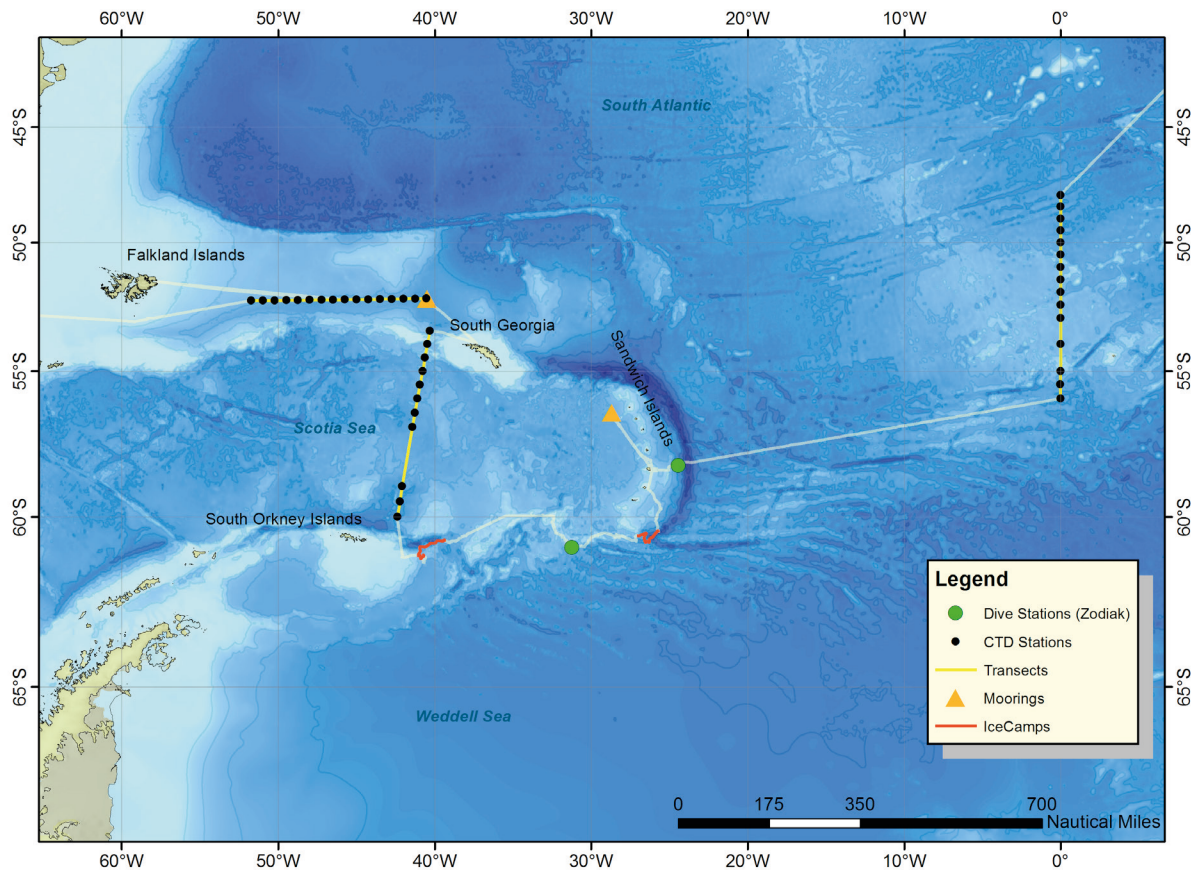 60°W 50°W 40°W 30°W 20°W 10°W 0°
South Atlantic
45°S 45°S
50°S 50°S
Falkland Islands
South Georgia
Sandwich Islands
55°S 55°S
Scotia Sea
60°S 60°S
South Orkney Islands
Legend
Dive Stations (Zodiak)
CTD Stations
Transects
Moorings
IceCamps
65°S 65°S
Weddell Sea
0 175 350 700
Nautical Miles
60°W 50°W 40°W 30°W 20°W 10°W 0°